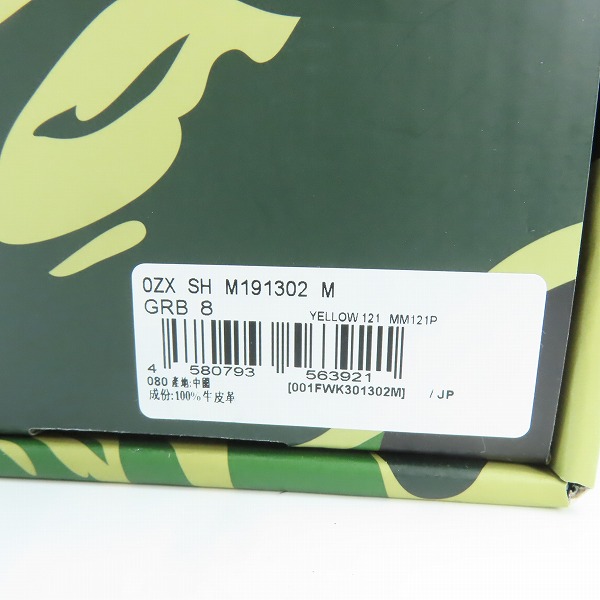 0ZX SH M191302 M
GRB 8
YELLOW 121 MM121P
4 580793 563921
080 產地:中國
[001FWK301302M] / JP
成份:100%牛皮革